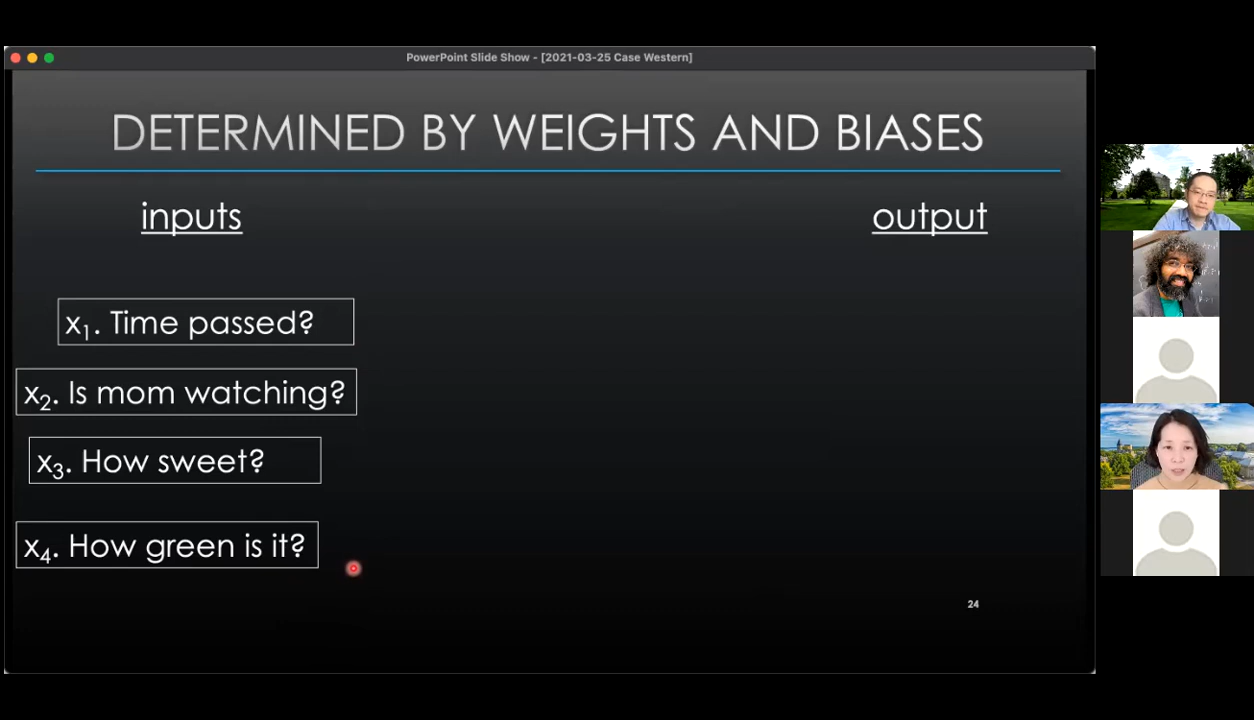 PowerPoint Slide Show - [2021-03-25 Case Western]
DETERMINED BY WEIGHTS AND BIASES
inputs
output
x₁. Time passed?
x₂. Is mom watching?
x₃. How sweet?
x₄. How green is it?
24